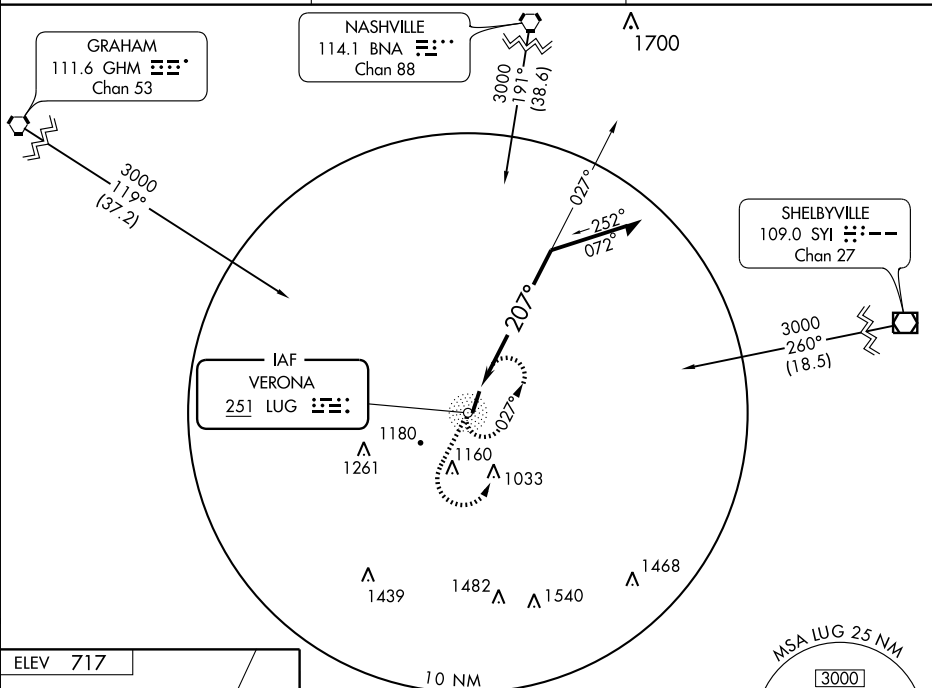 NASHVILLE
114.1 BNA
Chan 88
1700
GRAHAM
111.6 GHM
Chan 53
3000
191°
(38.6)
3000
119°
(37.2)
027°
252°
072°
SHELBYVILLE
109.0 SYI
Chan 27
207°
3000
260°
(18.5)
IAF
VERONA
251 LUG
027°
1180
1261
1160
1033
1439
1482
1540
1468
ELEV 717
10 NM
MSA LUG 25 NM
3000